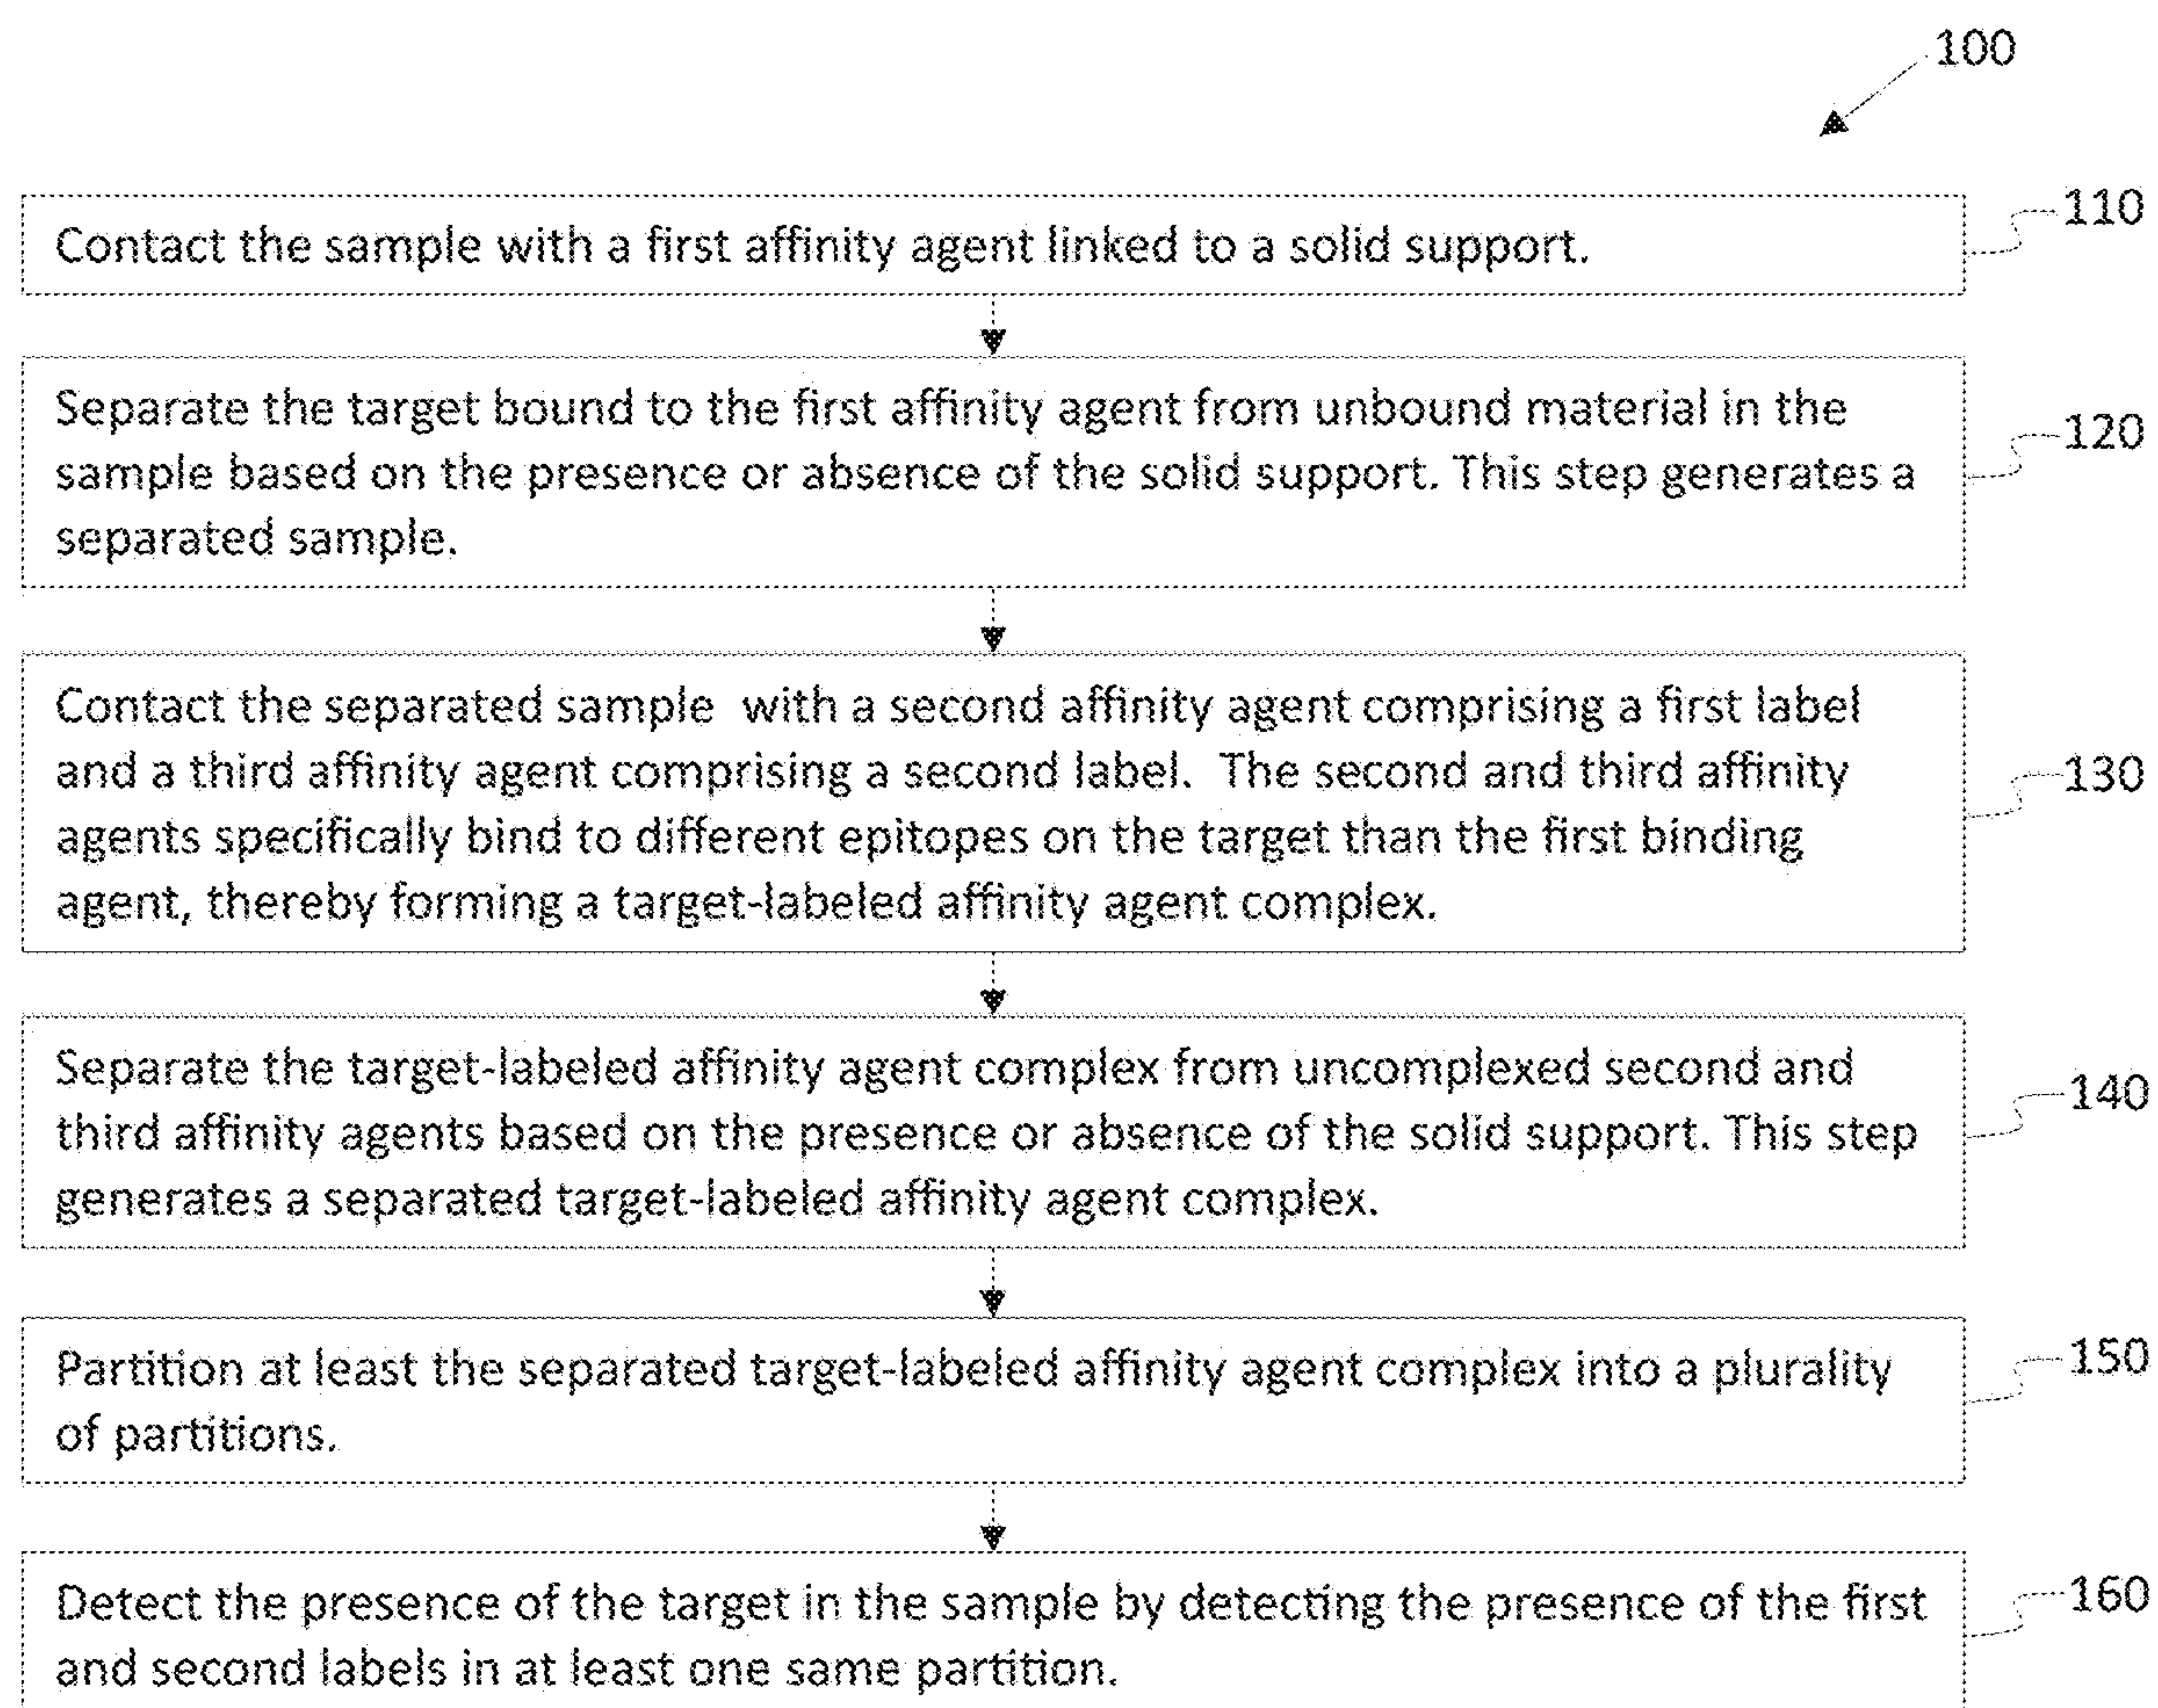 100
Contact the sample with a first affinity agent linked to a solid support.
110
Separate the target bound to the first affinity agent from unbound material in the
sample based on the presence or absence of the solid support. This step generates a
separated sample.
120
Contact the separated sample with a second affinity agent comprising a first label
and a third affinity agent comprising a second label. The second and third affinity
agents specifically bind to different epitopes on the target than the first binding
agent, thereby forming a target-labeled affinity agent complex.
130
Separate the target-labeled affinity agent complex from uncomplexed second and
third affinity agents based on the presence or absence of the solid support. This step
generates a separated target-labeled affinity agent complex.
140
Partition at least the separated target-labeled affinity agent complex into a plurality
of partitions.
150
Detect the presence of the target in the sample by detecting the presence of the first
and second labels in at least one same partition.
160